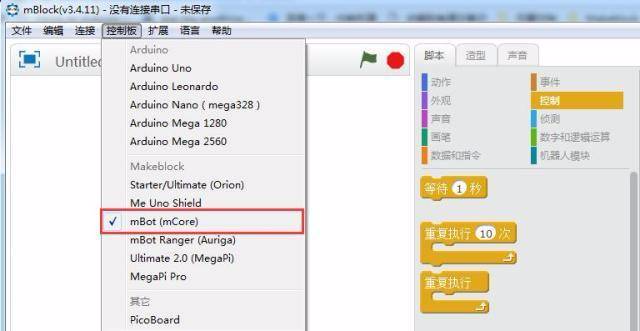 mBlock(v3.4.11) - 没有连接串口 - 未保存
文件 编辑 连接 控制板 扩展 语言 帮助
Untitled
Arduino
Arduino Uno
Arduino Leonardo
Arduino Nano ( mega328 )
Arduino Mega 1280
Arduino Mega 2560
Makeblock
Starter/Ultimate (Orion)
Me Uno Shield
mBot (mCore)
mBot Ranger (Auriga)
Ultimate 2.0 (MegaPi)
MegaPi Pro
其它
PicoBoard
脚本 造型 声音
动作 事件
外观 控制
声音 侦测
画笔 数字和逻辑运算
数据和指令 机器人模块
等待 1 秒
重复执行 10 次
重复执行